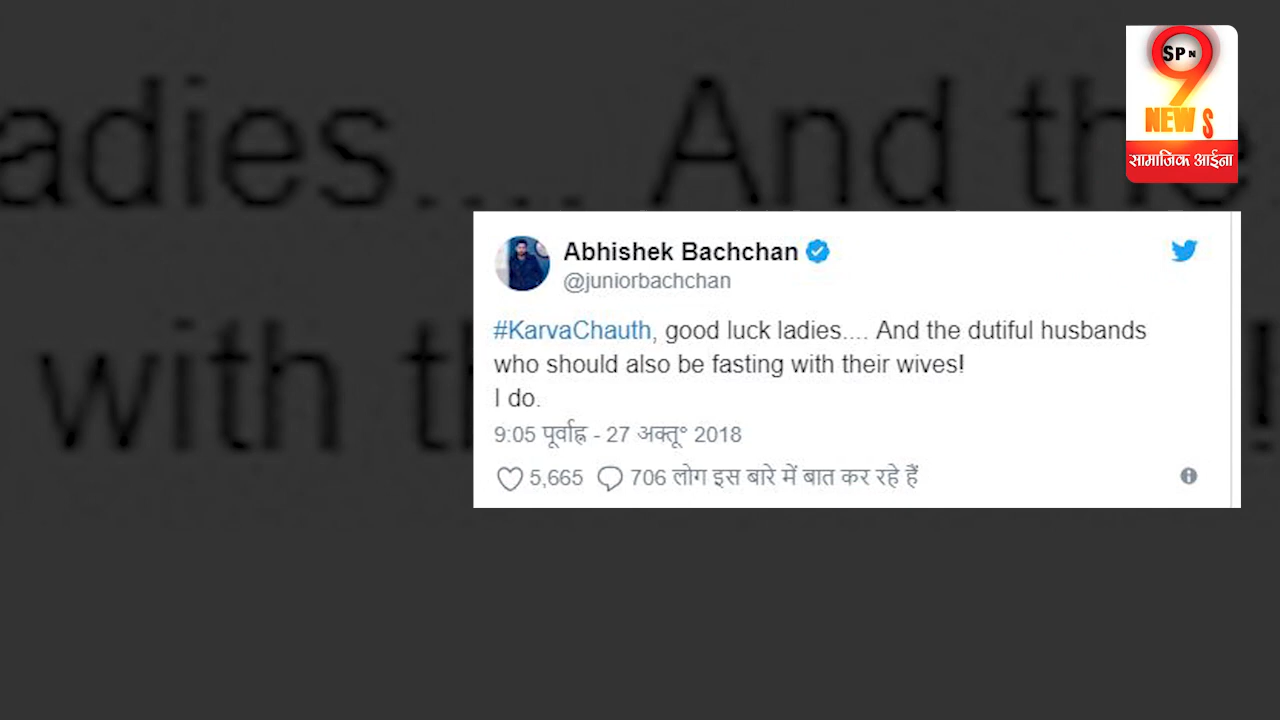 adies.... And the
with th
!
SPN
9
NEWS
सामाजिक आईना
Abhishek Bachchan
@juniorbachchan
#KarvaChauth, good luck ladies.... And the dutiful husbands
who should also be fasting with their wives!
I do.
9:05 पूर्वाह्न - 27 अक्तू॰ 2018
5,665 706 लोग इस बारे में बात कर रहे हैं